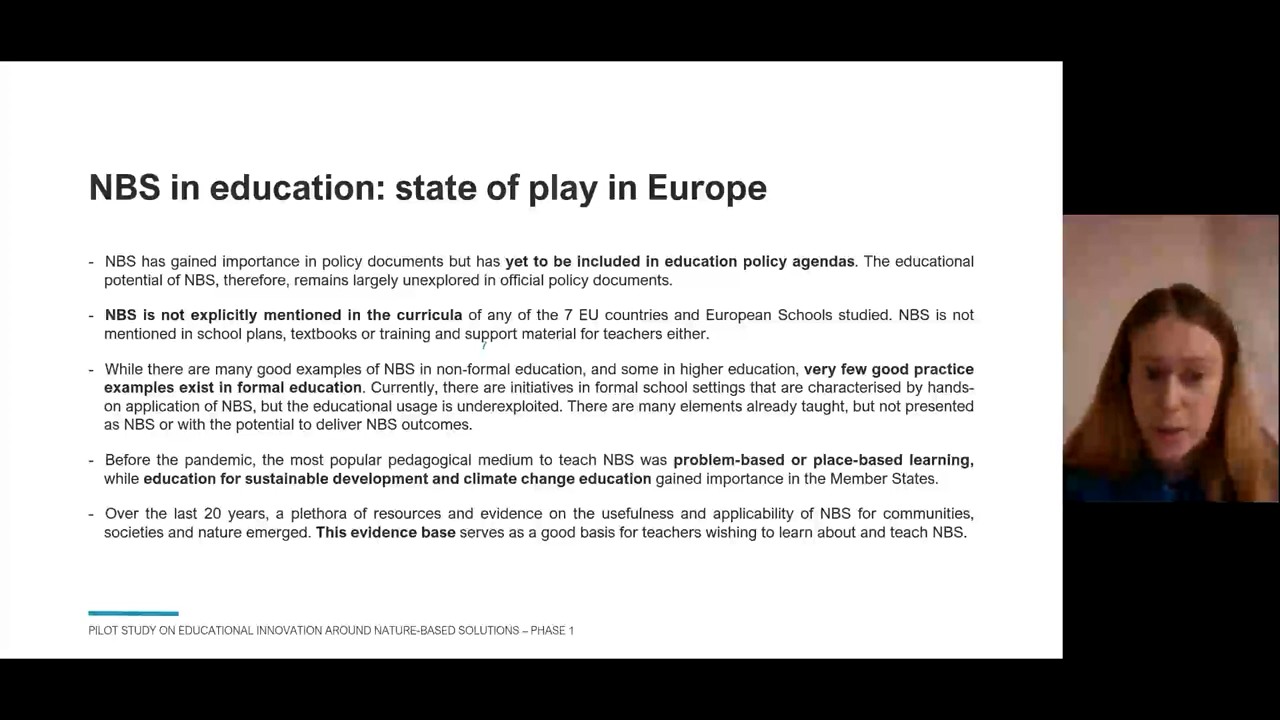 NBS in education: state of play in Europe
- NBS has gained importance in policy documents but has yet to be included in education policy agendas. The educational
potential of NBS, therefore, remains largely unexplored in official policy documents.
- NBS is not explicitly mentioned in the curricula of any of the 7 EU countries and European Schools studied. NBS is not
mentioned in school plans, textbooks or training and support material for teachers either.
- While there are many good examples of NBS in non-formal education, and some in higher education, very few good practice
examples exist in formal education. Currently, there are initiatives in formal school settings that are characterised by hands-
on application of NBS, but the educational usage is underexploited. There are many elements already taught, but not presented
as NBS or with the potential to deliver NBS outcomes.
- Before the pandemic, the most popular pedagogical medium to teach NBS was problem-based or place-based learning,
while education for sustainable development and climate change education gained importance in the Member States.
- Over the last 20 years, a plethora of resources and evidence on the usefulness and applicability of NBS for communities,
societies and nature emerged. This evidence base serves as a good basis for teachers wishing to learn about and teach NBS.
PILOT STUDY ON EDUCATIONAL INNOVATION AROUND NATURE-BASED SOLUTIONS – PHASE 1